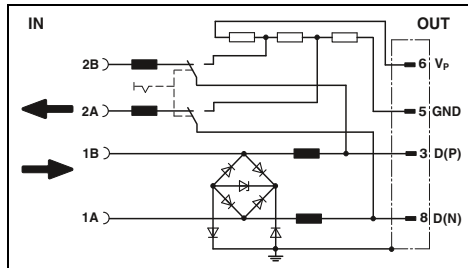 IN
OUT
2B
6 VP
2A
5 GND
1B
3 D(P)
1A
8 D(N)